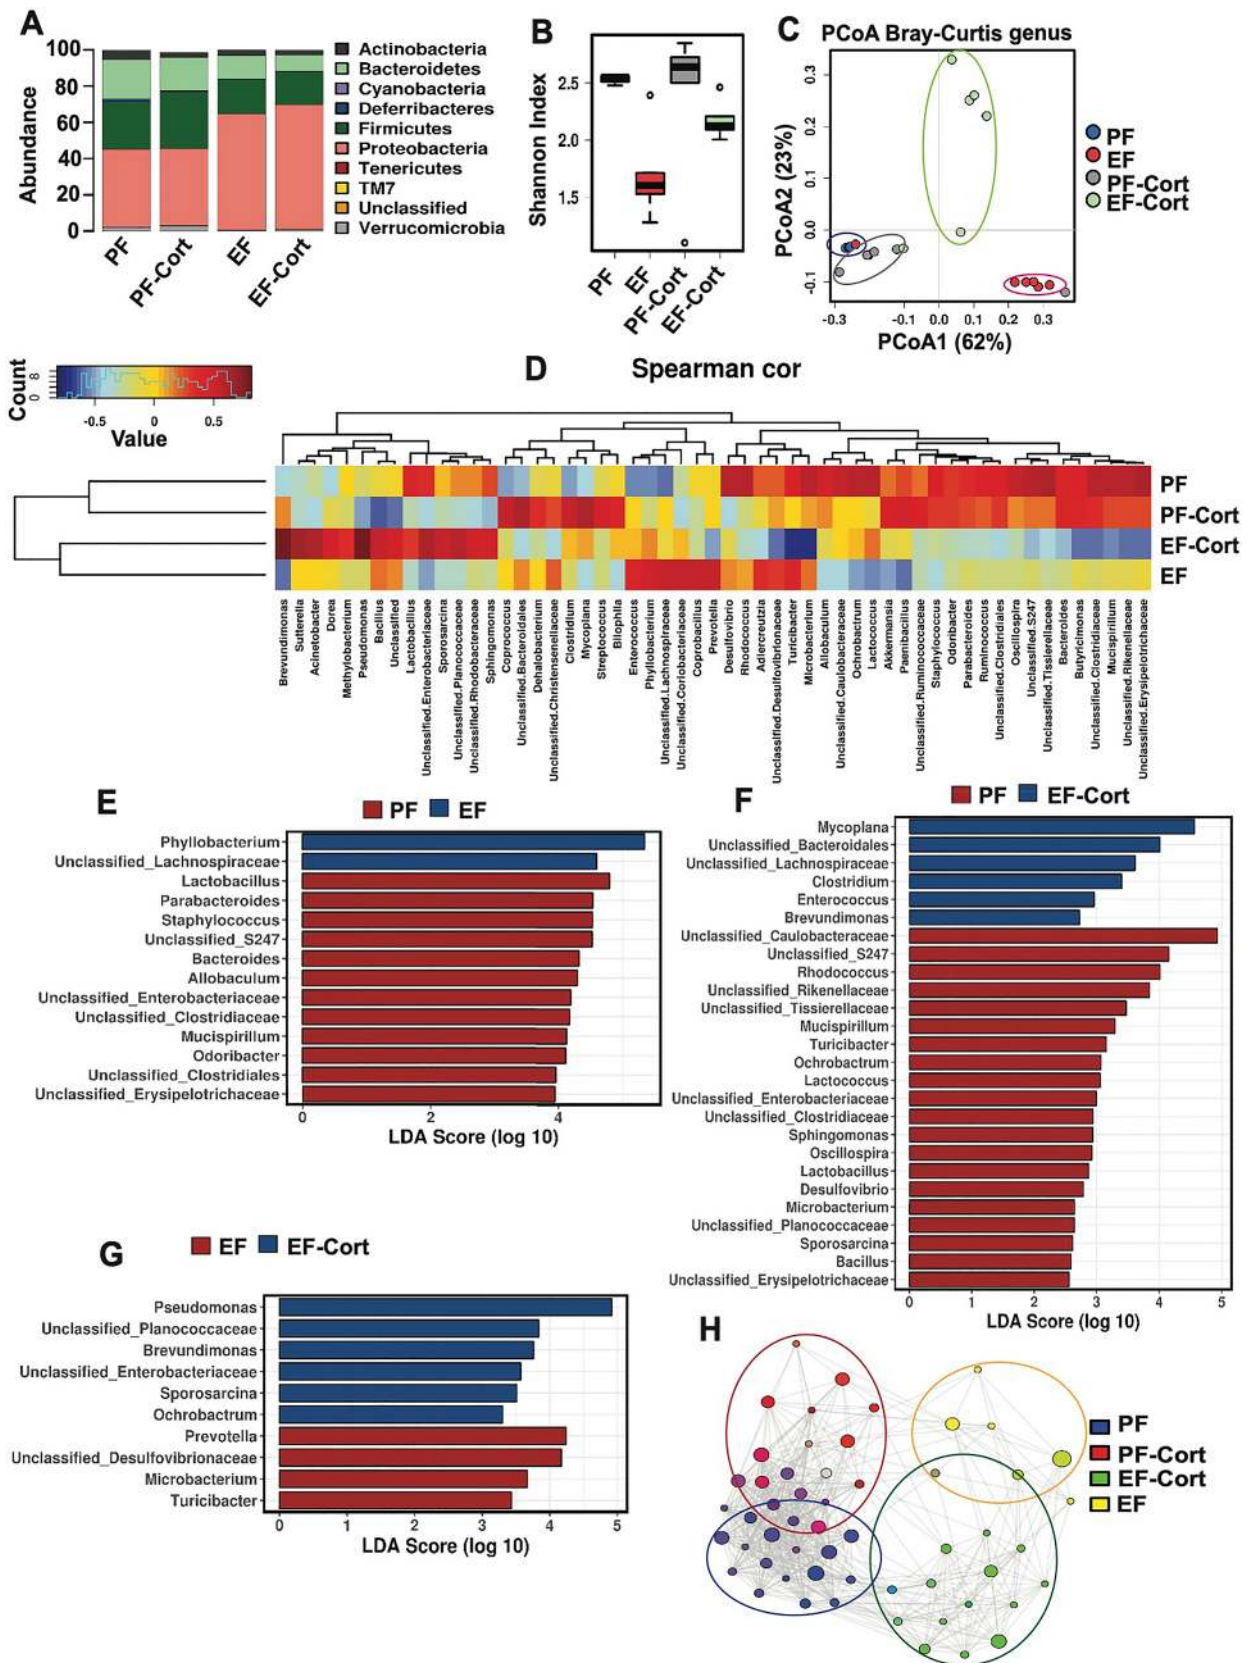 A
100
80
60
40
20
0
Abundance
PF
PF-Cort
EF
EF-Cort
Actinobacteria
Bacteroidetes
Cyanobacteria
Deferribacteres
Firmicutes
Proteobacteria
Tenericutes
TM7
Unclassified
Verrucomicrobia
B
Shannon Index
2.5
2.0
1.5
PF
EF
PF-Cort
EF-Cort
C
PCoA Bray-Curtis genus
PCoA2 (23%)
0.3
0.2
0.1
0.0
-0.1
-0.3
-0.1
0.0
0.1
0.3
PCoA1 (62%)
PF
EF
PF-Cort
EF-Cort
D
Spearman cor
Count
8
0
-0.5
0
0.5
Value
PF
PF-Cort
EF-Cort
EF
Brevundimonas
Sutterella
Acinetobacter
Dorea
Methylobacterium
Pseudomonas
Bacillus
Unclassified
Lactobacillus
Unclassified.Enterobacteriaceae
Sporosarcina
Unclassified.Planococcaceae
Unclassified.Rhodobacteraceae
Sphingomonas
Coprococcus
Unclassified.Bacteroidales
Dehalobacterium
Unclassified.Christensenellaceae
Clostridium
Mycoplana
Streptococcus
Bilophila
Enterococcus
Phyllobacterium
Unclassified.Lachnospiraceae
Unclassified.Coriobacteriaceae
Coprobacillus
Prevotella
Desulfovibrio
Rhodococcus
Adlercreutzia
Unclassified.Desulfovibrionaceae
Turicibacter
Microbacterium
Allobaculum
Unclassified.Caulobacteraceae
Ochrobactrum
Lactococcus
Akkermansia
Paenibacillus
Unclassified.Ruminococcaceae
Staphylococcus
Odoribacter
Parabacteroides
Ruminococcus
Unclassified.Clostridiales
Oscillospira
Unclassified.S247
Unclassified.Tissierellaceae
Bacteroides
Butyricimonas
Unclassified.Clostridiaceae
Mucispirillum
Unclassified.Rikenellaceae
Unclassified.Erysipelotrichaceae
E
PF EF
Phyllobacterium
Unclassified_Lachnospiraceae
Lactobacillus
Parabacteroides
Staphylococcus
Unclassified_S247
Bacteroides
Allobaculum
Unclassified_Enterobacteriaceae
Unclassified_Clostridiaceae
Mucispirillum
Odoribacter
Unclassified_Clostridiales
Unclassified_Erysipelotrichaceae
0 2 4
LDA Score (log 10)
F
PF EF-Cort
Mycoplana
Unclassified_Bacteroidales
Unclassified_Lachnospiraceae
Clostridium
Enterococcus
Brevundimonas
Unclassified_Caulobacteraceae
Unclassified_S247
Rhodococcus
Unclassified_Rikenellaceae
Unclassified_Tissierellaceae
Mucispirillum
Turicibacter
Ochrobactrum
Lactococcus
Unclassified_Enterobacteriaceae
Unclassified_Clostridiaceae
Sphingomonas
Oscillospira
Lactobacillus
Desulfovibrio
Microbacterium
Unclassified_Planococcaceae
Sporosarcina
Bacillus
Unclassified_Erysipelotrichaceae
0 1 2 3 4 5
LDA Score (log 10)
G
EF EF-Cort
Pseudomonas
Unclassified_Planococcaceae
Brevundimonas
Unclassified_Enterobacteriaceae
Sporosarcina
Ochrobactrum
Prevotella
Unclassified_Desulfovibrionaceae
Microbacterium
Turicibacter
0 1 2 3 4 5
LDA Score (log 10)
H
PF
PF-Cort
EF-Cort
EF